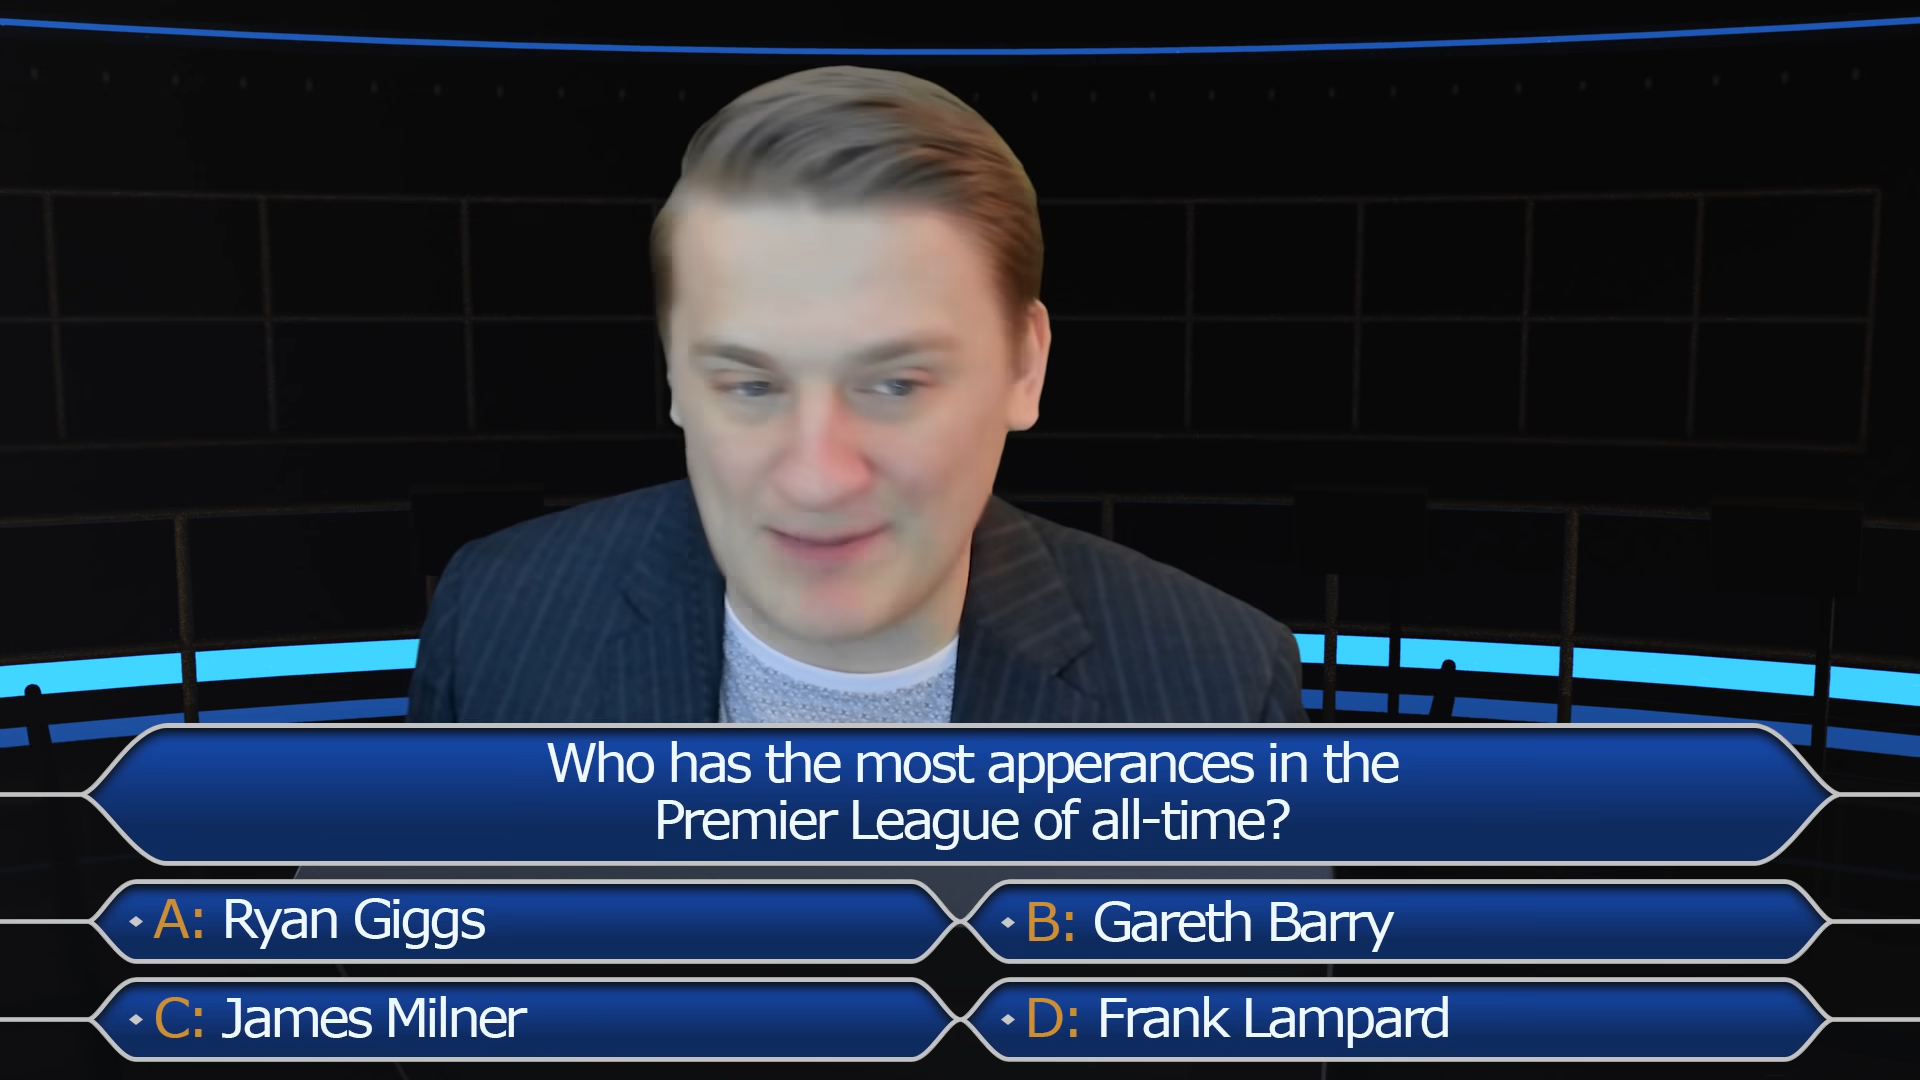 Who has the most apperances in the
Premier League of all-time?
A: Ryan Giggs
B: Gareth Barry
C: James Milner
D: Frank Lampard